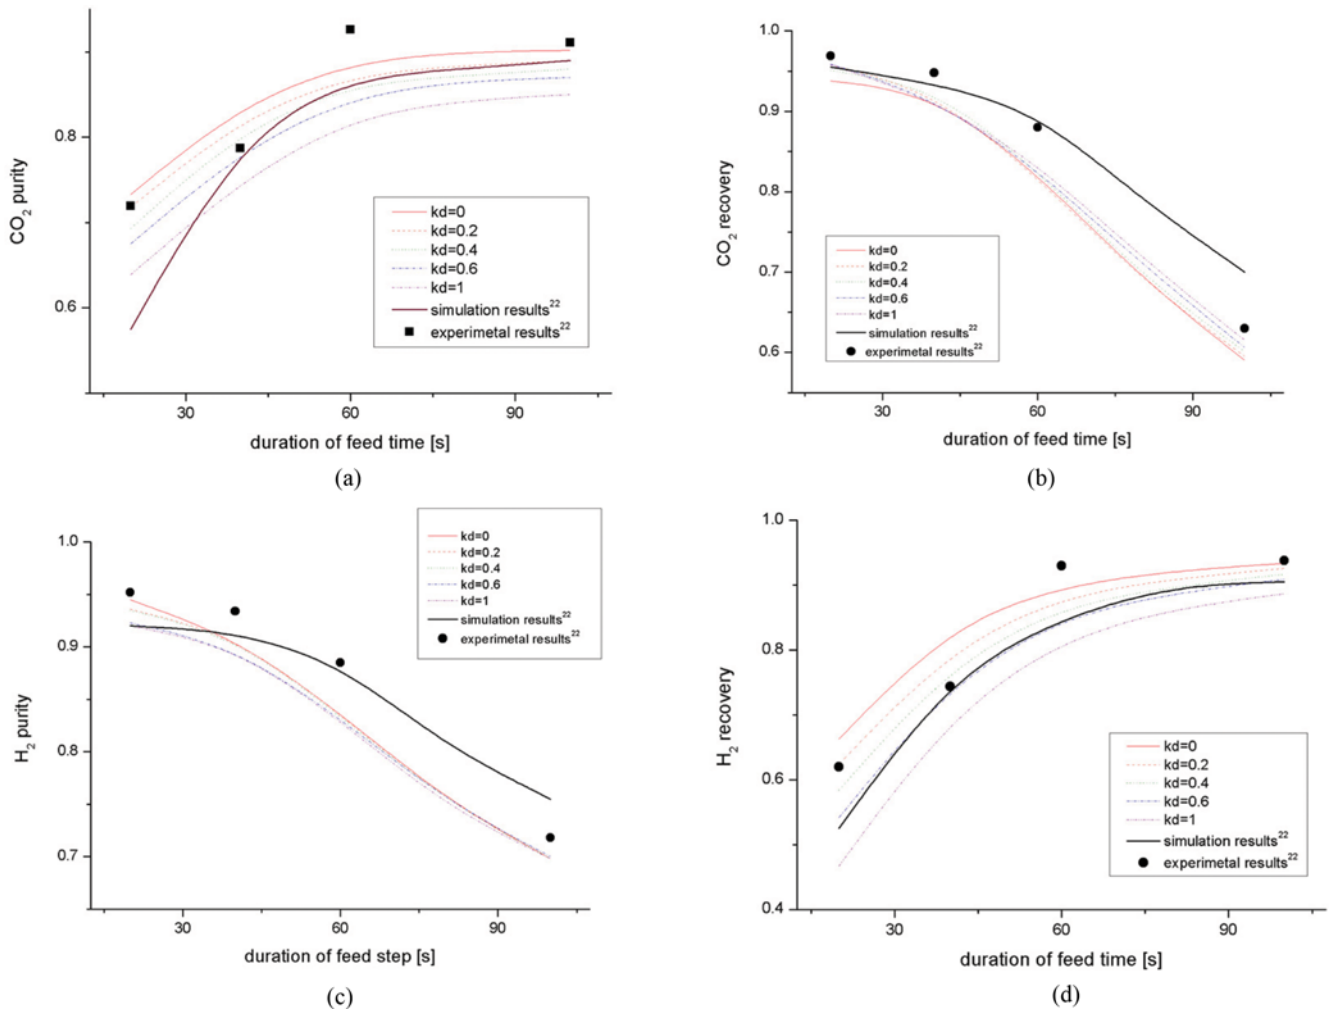 0.8
0.6
CO2 purity
30
60
90
duration of feed time [s]
kd=0
kd=0.2
kd=0.4
kd=0.6
kd=1
simulation results22
experimetal results22
(a)
1.0
0.9
0.8
0.7
0.6
CO2 recovery
30
60
90
duration of feed time [s]
kd=0
kd=0.2
kd=0.4
kd=0.6
kd=1
simulation results22
experimetal results22
(b)
1.0
0.9
0.8
0.7
H2 purity
30
60
90
duration of feed step [s]
kd=0
kd=0.2
kd=0.4
kd=0.6
kd=1
simulation results22
experimetal results22
(c)
1.0
0.8
0.6
0.4
H2 recovery
30
60
90
duration of feed time [s]
kd=0
kd=0.2
kd=0.4
kd=0.6
kd=1
simulation results22
experimetal results22
(d)